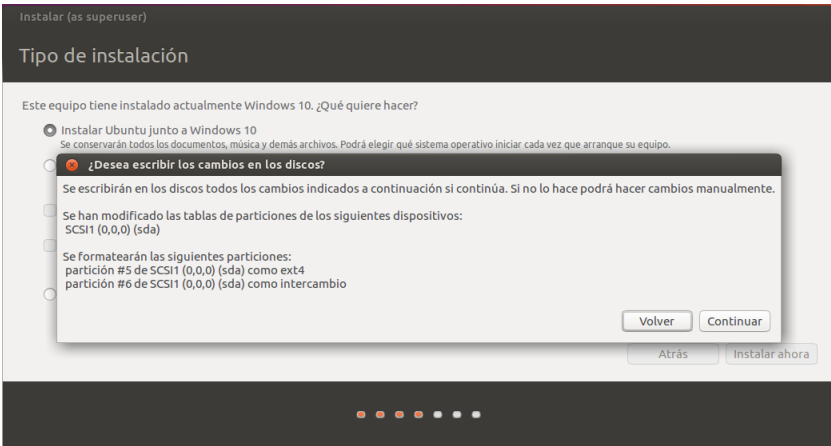 Instalar (as superuser)
Tipo de instalación
Este equipo tiene instalado actualmente Windows 10. ¿Qué quiere hacer?
Instalar Ubuntu junto a Windows 10
Se conservarán todos los documentos, música y demás archivos. Podrá elegir qué sistema operativo iniciar cada vez que arranque su equipo.
¿Desea escribir los cambios en los discos?
Se escribirán en los discos todos los cambios indicados a continuación si continúa. Si no lo hace podrá hacer cambios manualmente.
Se han modificado las tablas de particiones de los siguientes dispositivos:
SCSI1 (0,0,0) (sda)
Se formatearán las siguientes particiones:
partición #5 de SCSI1 (0,0,0) (sda) como ext4
partición #6 de SCSI1 (0,0,0) (sda) como intercambio
Volver Continuar
Atrás Instalar ahora